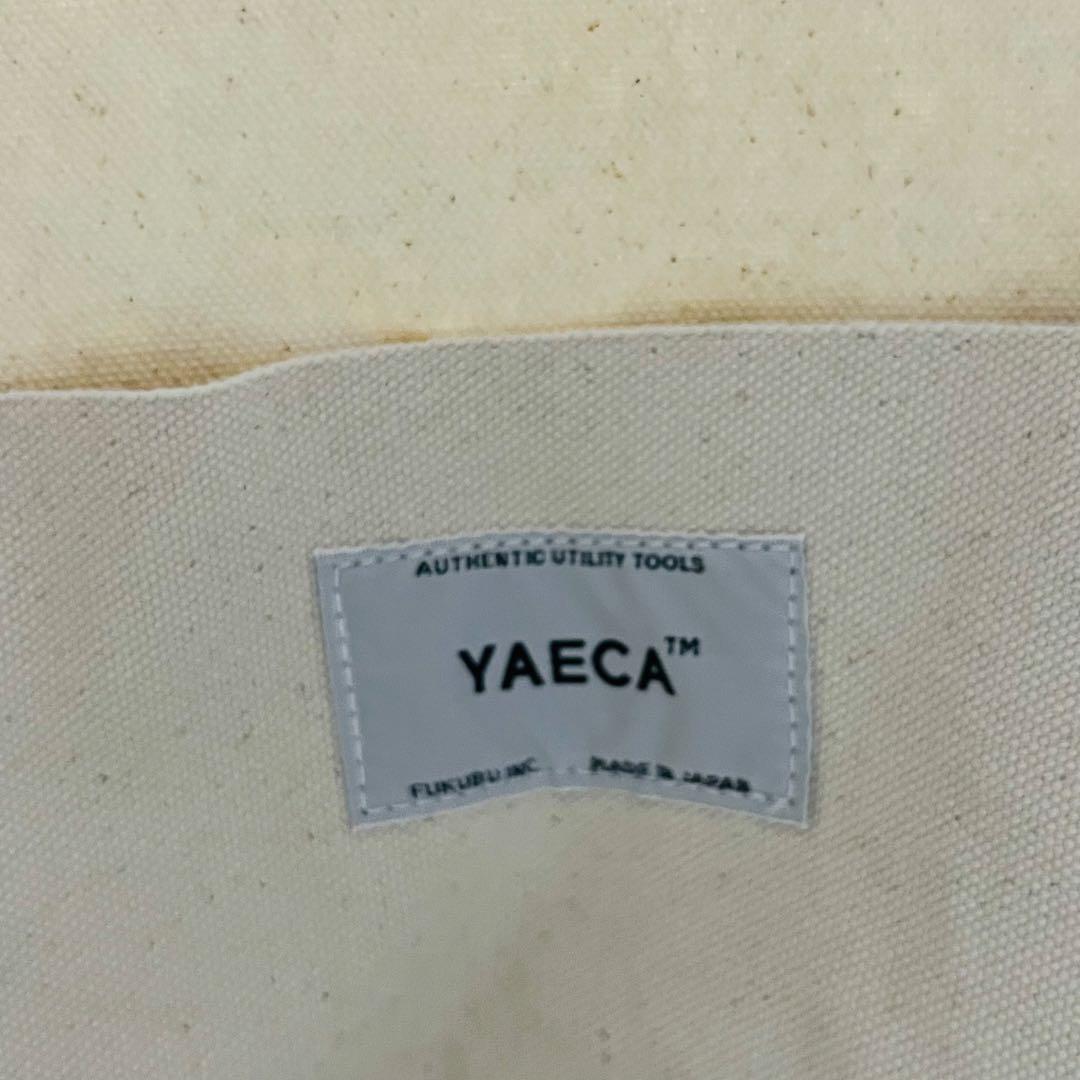 AUTHENTIC UTILITY TOOLS
YAECA™
FUKUBU INC. MADE IN JAPAN